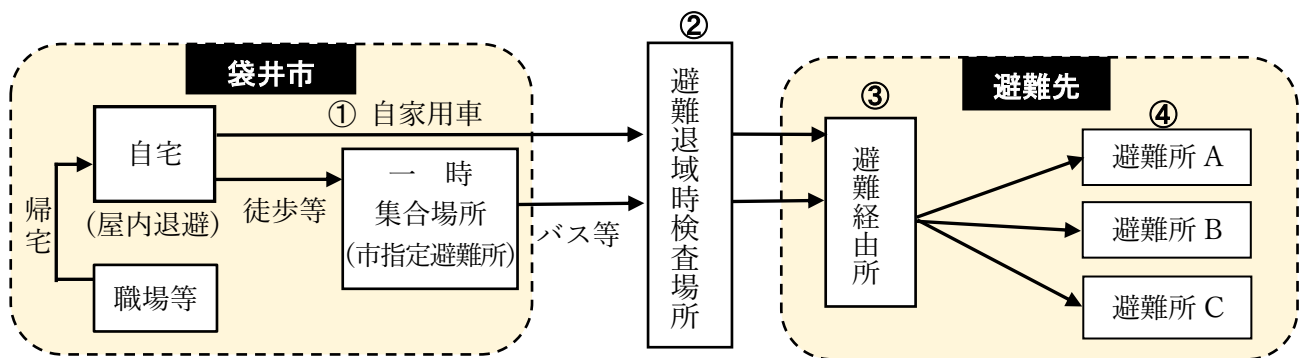 袋井市
① 自家用車
自宅
(屋内退避)
帰宅
職場等
徒歩等
一 時
集合場所
(市指定避難所)
バス等
②
避難退域時検査場所
避難先
③
避難経由所
④
避難所 A
避難所 B
避難所 C